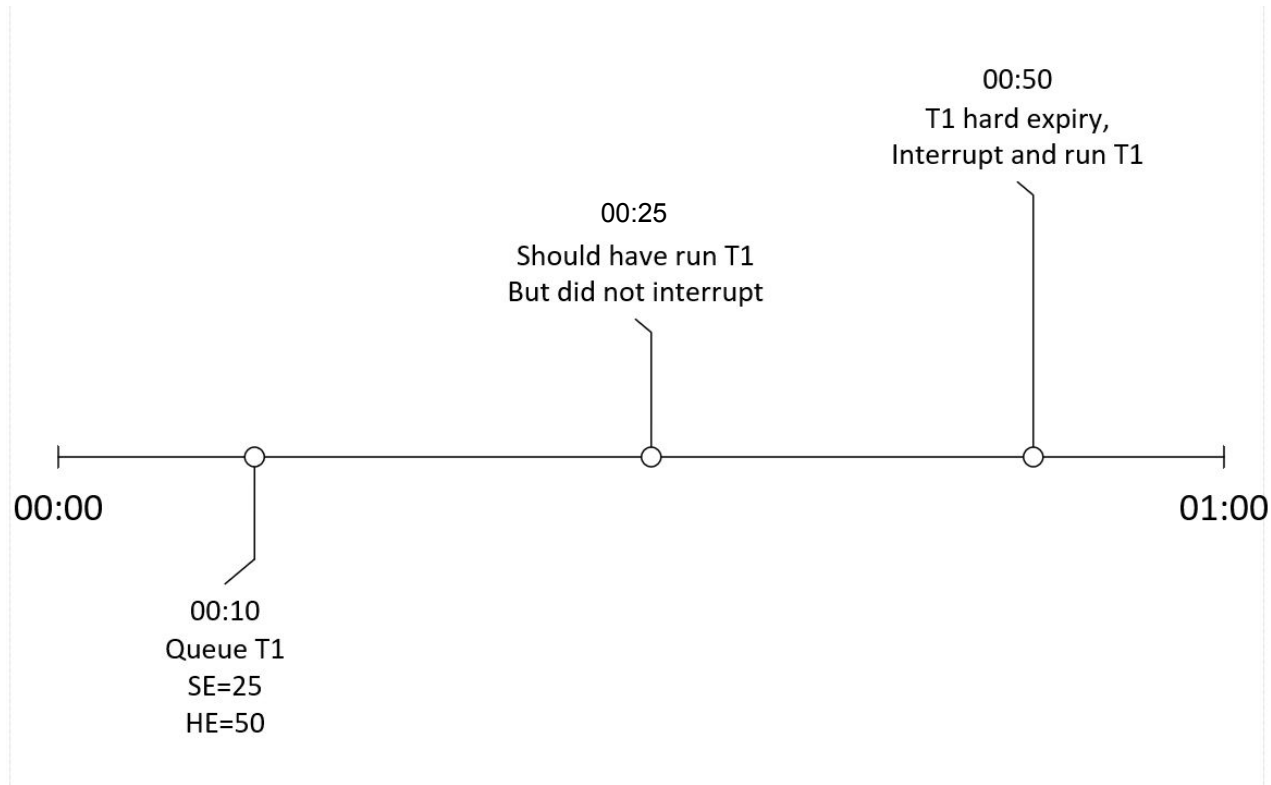 00:50
T1 hard expiry,
Interrupt and run T1
00:25
Should have run T1
But did not interrupt
00:00
01:00
00:10
Queue T1
SE=25
HE=50